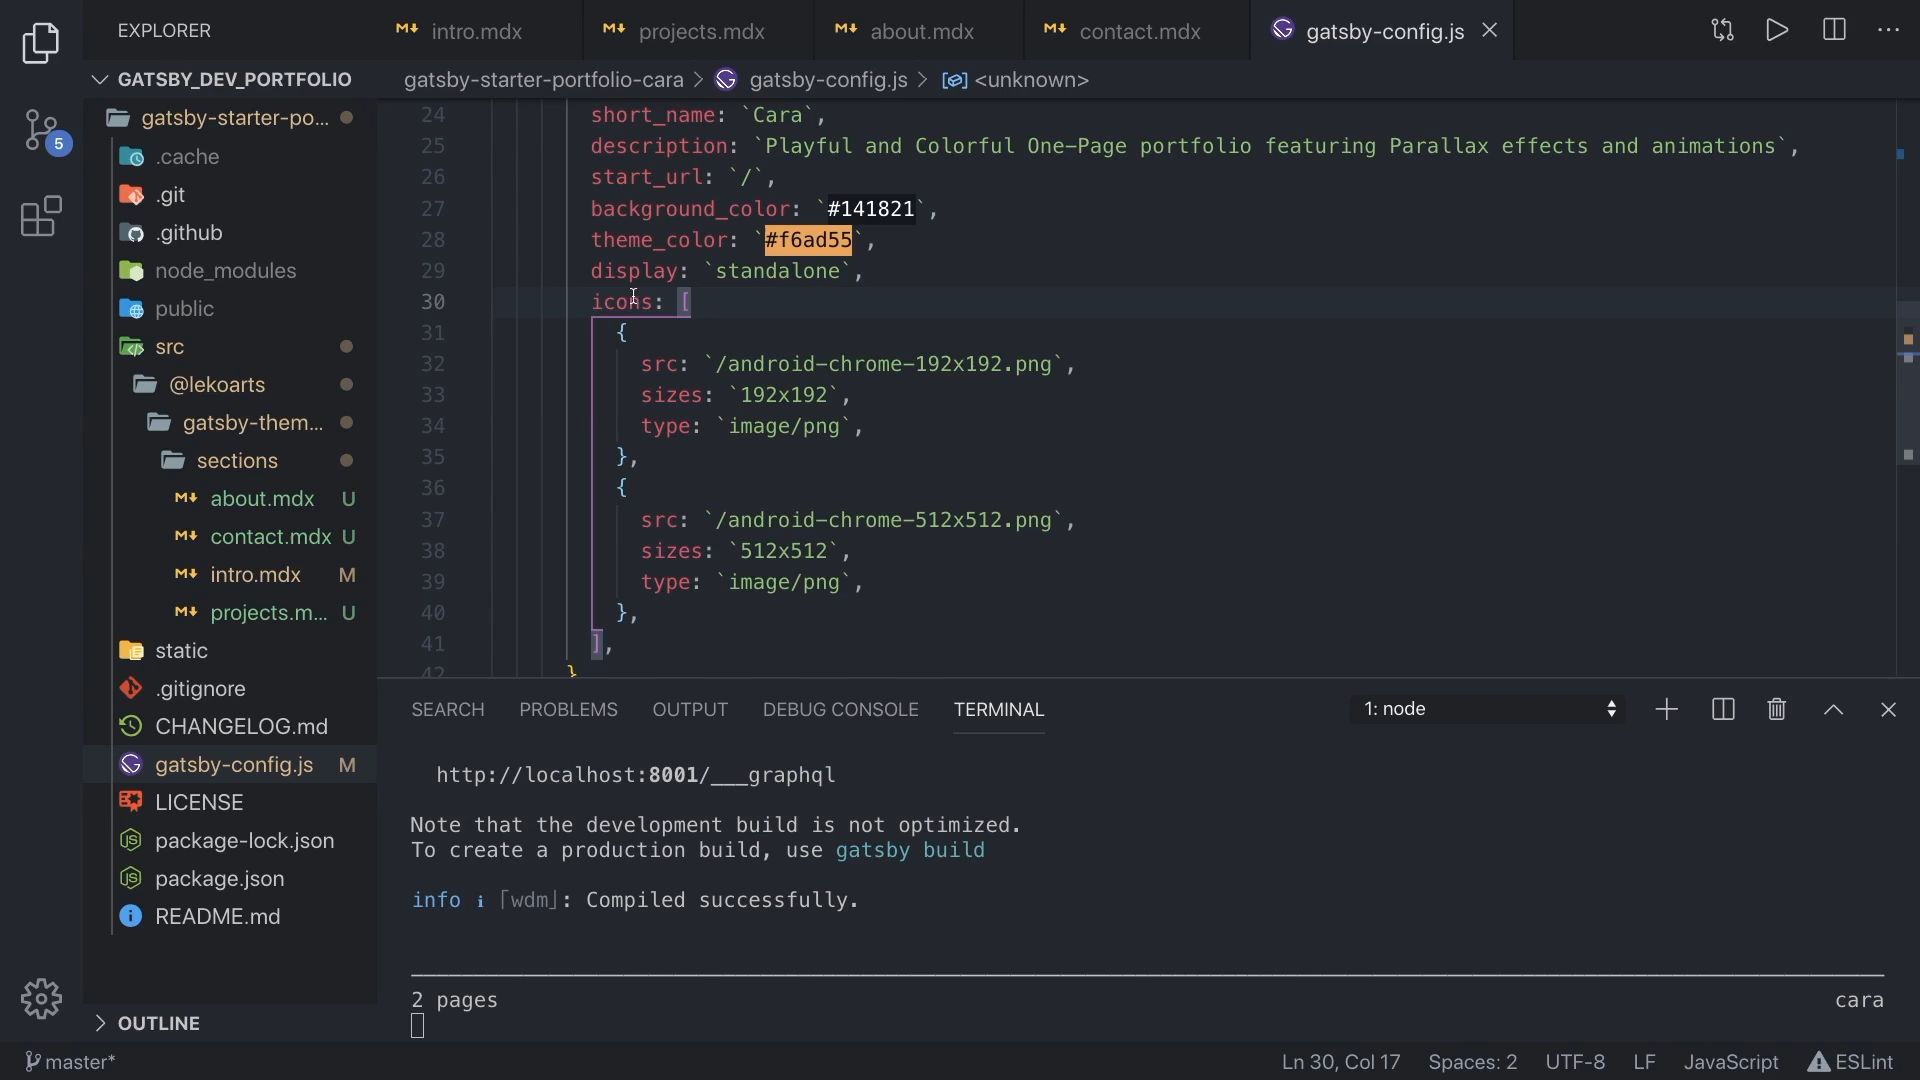 EXPLORER
intro.mdx
projects.mdx
about.mdx
contact.mdx
gatsby-config.js
GATSBY_DEV_PORTFOLIO
gatsby-starter-portfolio-cara > gatsby-config.js > <unknown>
gatsby-starter-po...
.cache
.git
.github
node_modules
public
src
@lekoarts
gatsby-them...
sections
about.mdx U
contact.mdx U
intro.mdx M
projects.m... U
static
.gitignore
CHANGELOG.md
gatsby-config.js M
LICENSE
package-lock.json
package.json
README.md
OUTLINE
5
24 short_name: `Cara`,
25 description: `Playful and Colorful One-Page portfolio featuring Parallax effects and animations`,
26 start_url: `/`,
27 background_color: `#141821`,
28 theme_color: `#f6ad55`,
29 display: `standalone`,
30 icons: [
31 {
32 src: `/android-chrome-192x192.png`,
33 sizes: `192x192`,
34 type: `image/png`,
35 },
36 {
37 src: `/android-chrome-512x512.png`,
38 sizes: `512x512`,
39 type: `image/png`,
40 },
41 ],
42 }
SEARCH PROBLEMS OUTPUT DEBUG CONSOLE TERMINAL 1: node
http://localhost:8001/___graphql
Note that the development build is not optimized.
To create a production build, use gatsby build
info i ｢wdm｣: Compiled successfully.
2 pages cara
master* Ln 30, Col 17 Spaces: 2 UTF-8 LF JavaScript ESLint